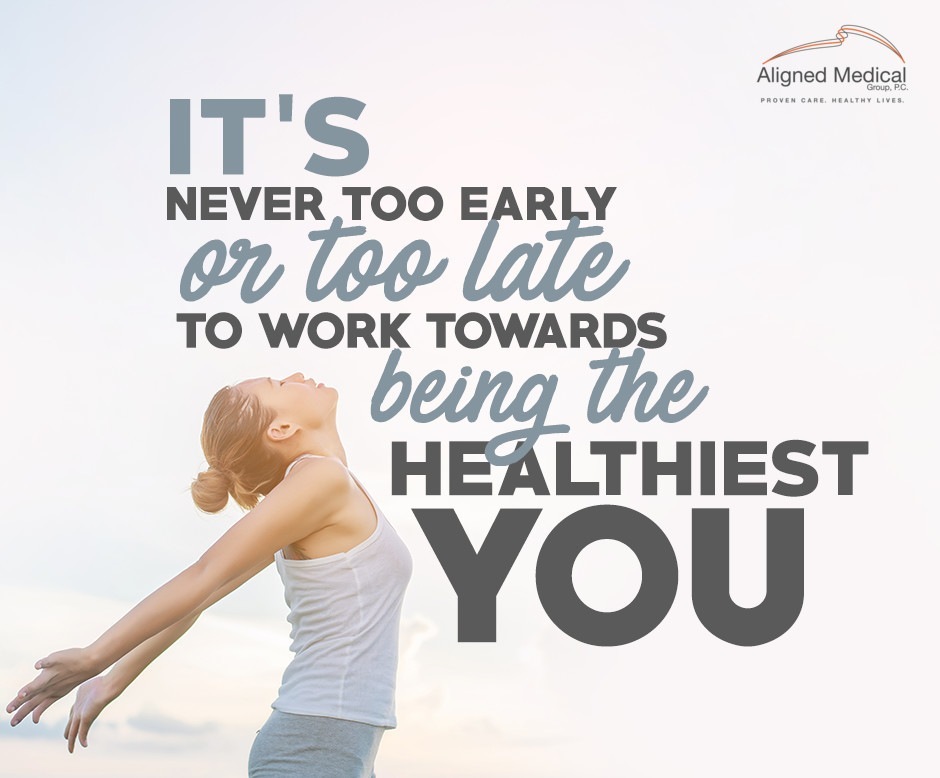 Aligned Medical
Group, P.C.
PROVEN CARE. HEALTHY LIVES.
IT'S
NEVER TOO EARLY
or too late
TO WORK TOWARDS
being the
HEALTHIEST
YOU